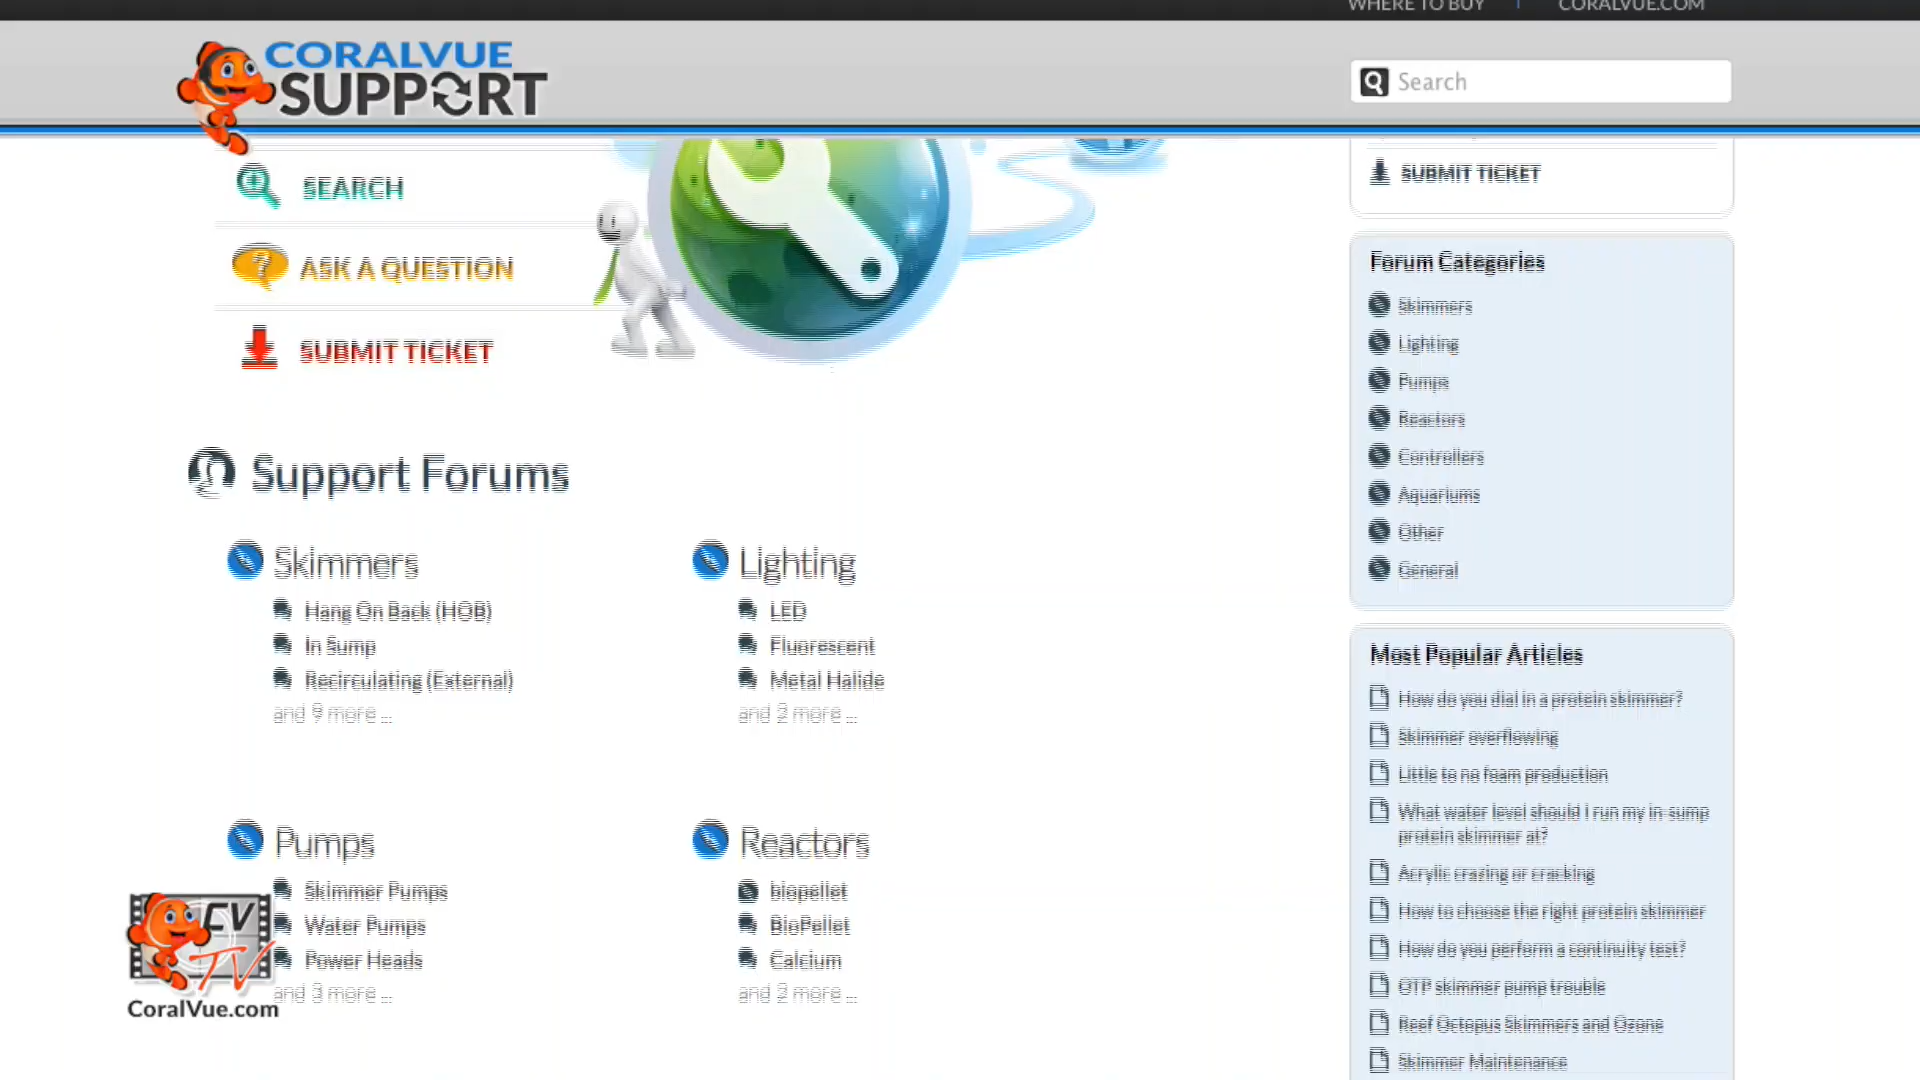 WHERE TO BUY
CORALVUE.COM
CORALVUE
SUPPORT
Search
SEARCH
ASK A QUESTION
SUBMIT TICKET
Support Forums
Skimmers
Hang On Back (HOB)
In Sump
Recirculating (External)
and 9 more ...
Lighting
LED
Fluorescent
Metal Halide
and 2 more ...
Pumps
Skimmer Pumps
Water Pumps
Power Heads
and 3 more ...
Reactors
biopellet
BioPellet
Calcium
and 2 more ...
SUBMIT TICKET
Forum Categories
Skimmers
Lighting
Pumps
Reactors
Controllers
Aquariums
Other
General
Most Popular Articles
How do you dial in a protein skimmer?
Skimmer overflowing
Little to no foam production
What water level should I run my in-sump
protein skimmer at?
Acrylic crazing or cracking
How to choose the right protein skimmer
How do you perform a continuity test?
OTP skimmer pump trouble
Reef Octopus Skimmers and Ozone
Skimmer Maintenance
CV
TV
CoralVue.com